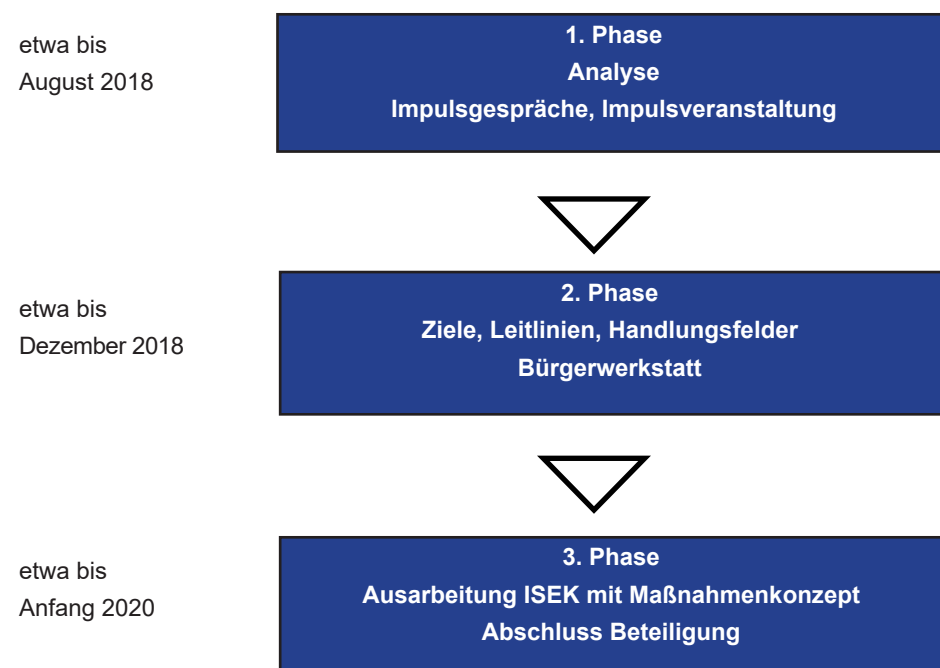 etwa bis
August 2018
1. Phase
Analyse
Impulsgespräche, Impulsveranstaltung
etwa bis
Dezember 2018
2. Phase
Ziele, Leitlinien, Handlungsfelder
Bürgerwerkstatt
etwa bis
Anfang 2020
3. Phase
Ausarbeitung ISEK mit Maßnahmenkonzept
Abschluss Beteiligung